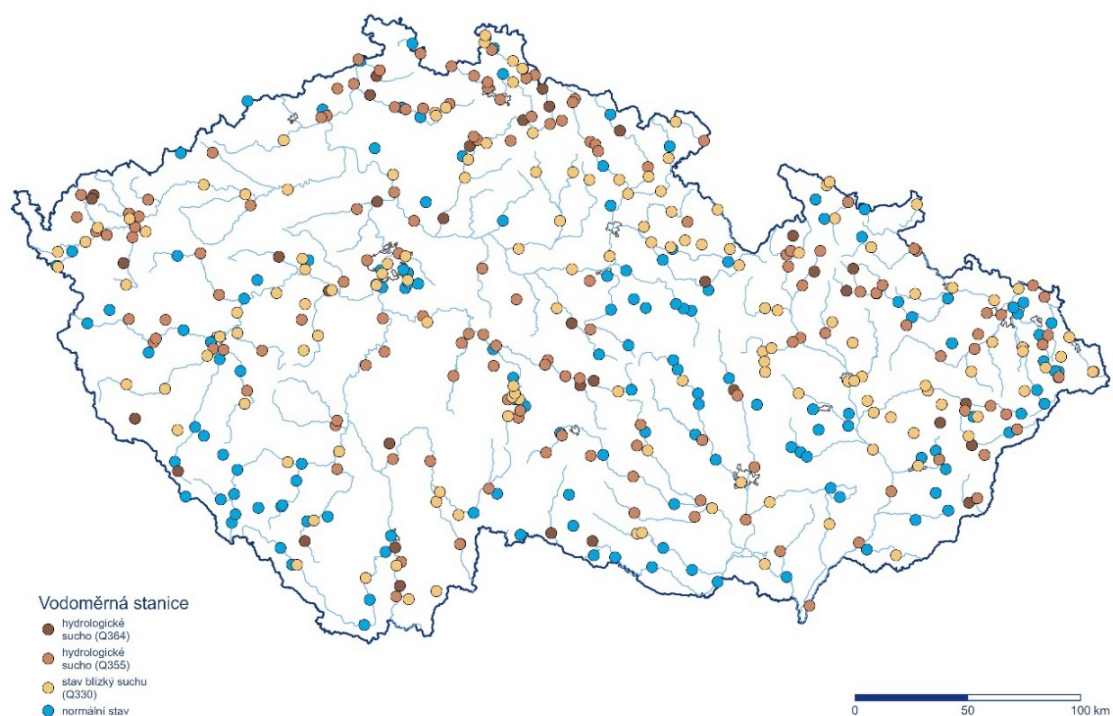 Vodoměrná stanice
hydrologické
sucho (Q364)
hydrologické
sucho (Q355)
stav blízký suchu
(Q330)
normální stav
0 50 100 km